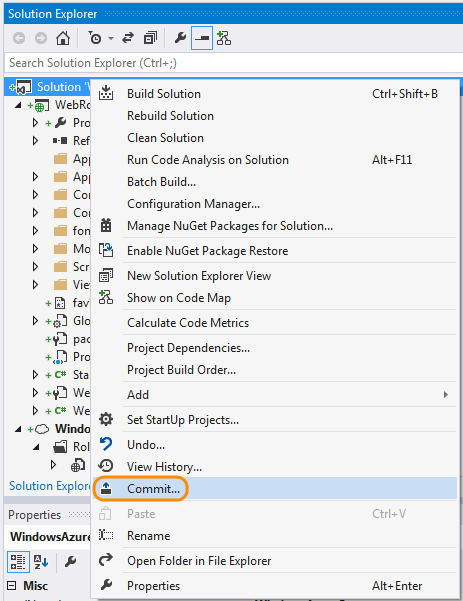 Solution Explorer
Search Solution Explorer (Ctrl+;)
Solution
Build Solution Ctrl+Shift+B
Rebuild Solution
Clean Solution
Run Code Analysis on Solution Alt+F11
Batch Build...
Configuration Manager...
Manage NuGet Packages for Solution...
Enable NuGet Package Restore
New Solution Explorer View
Show on Code Map
Calculate Code Metrics
Project Dependencies...
Project Build Order...
Add
Set StartUp Projects...
Undo...
View History...
Commit...
Paste Ctrl+V
Rename
Open Folder in File Explorer
Properties Alt+Enter
WebRo
Pro
Ref
App
App
Con
Con
fon
Mo
Scr
Vie
fav
Glo
pac
Pro
C# Sta
We
C# We
Windo
Rol
Solution Explore
Properties
WindowsAzure
Misc